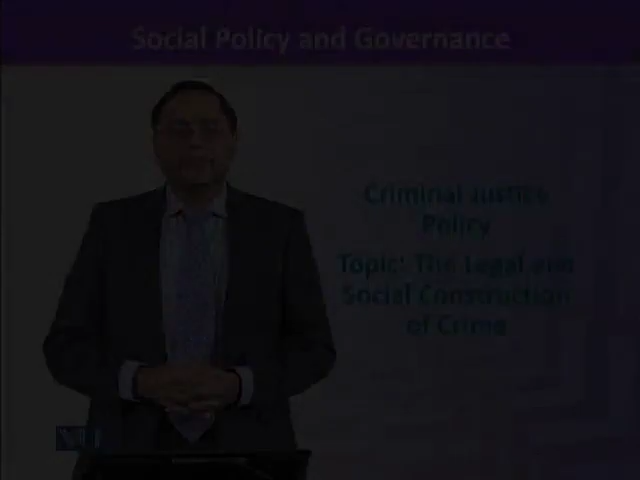 Social Policy and Governance
Criminal Justice
Policy
Topic: The Legal and
Social Construction
of Crime